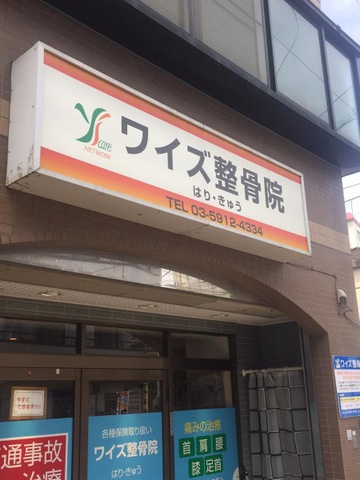 Y's care
NETWORK
ワイズ整骨院
はり・きゅう
TEL 03-5912-4334
ワイズ整骨
各種保険取り扱い
ワイズ整骨院
はり・きゅう
痛みの治療
首 肩 腰
膝 足首
通事故
治療